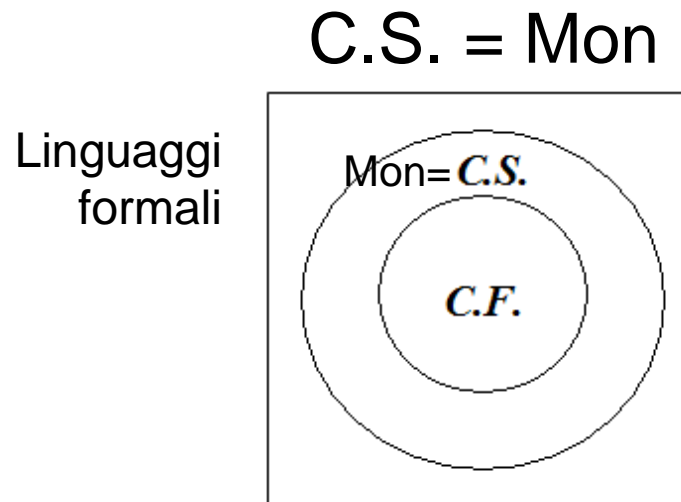 C.S. = Mon
Linguaggi
formali
Mon= C.S.
C.F.